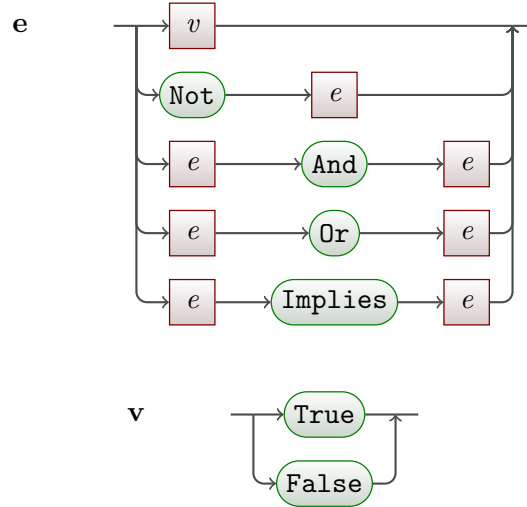 e v
Not e
e And e
e Or e
e Implies e
v True
False